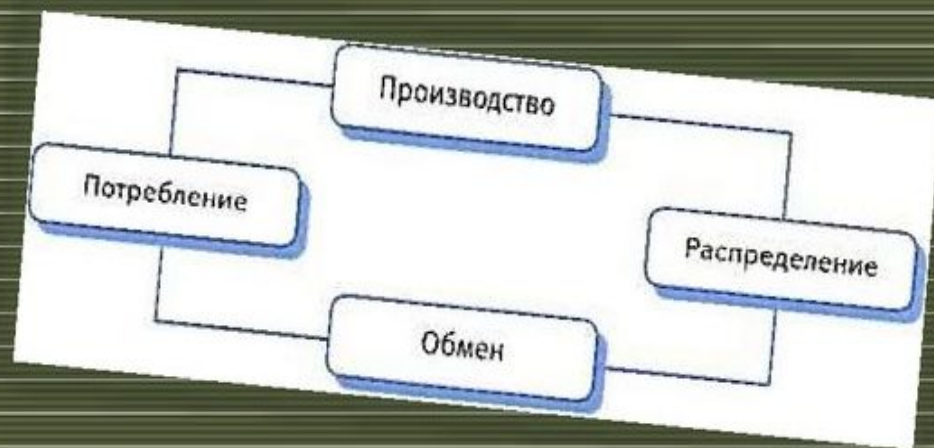 Производство
Потребление
Распределение
Обмен